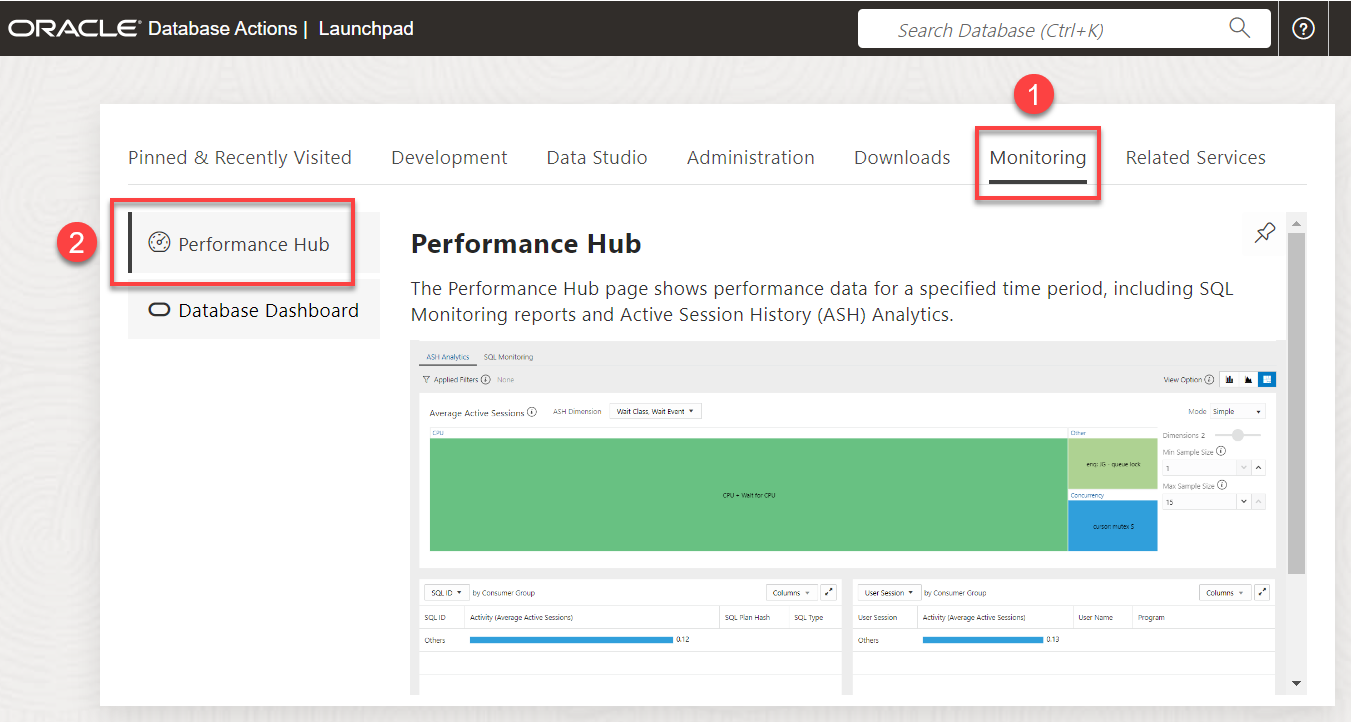 ORACLE® Database Actions | Launchpad
Search Database (Ctrl+K)
1
Pinned & Recently Visited Development Data Studio Administration Downloads Monitoring Related Services
2
Performance Hub
Database Dashboard
Performance Hub
The Performance Hub page shows performance data for a specified time period, including SQL
Monitoring reports and Active Session History (ASH) Analytics.
ASH Analytics SQL Monitoring
Applied Filters None
View Option
Average Active Sessions ASH Dimension Wait Class, Wait Event
Mode Simple
CPU
CPU + Wait for CPU
Other
enq: JG - queue lock
Concurrency
cursor: mutex S
Dimensions 2
Min Sample Size
1
Max Sample Size
15
SQL ID by Consumer Group Columns
SQL ID Activity (Average Active Sessions) SQL Plan Hash SQL Type
Others 0.12
User Session by Consumer Group Columns
User Session Activity (Average Active Sessions) User Name Program
Others 0.13